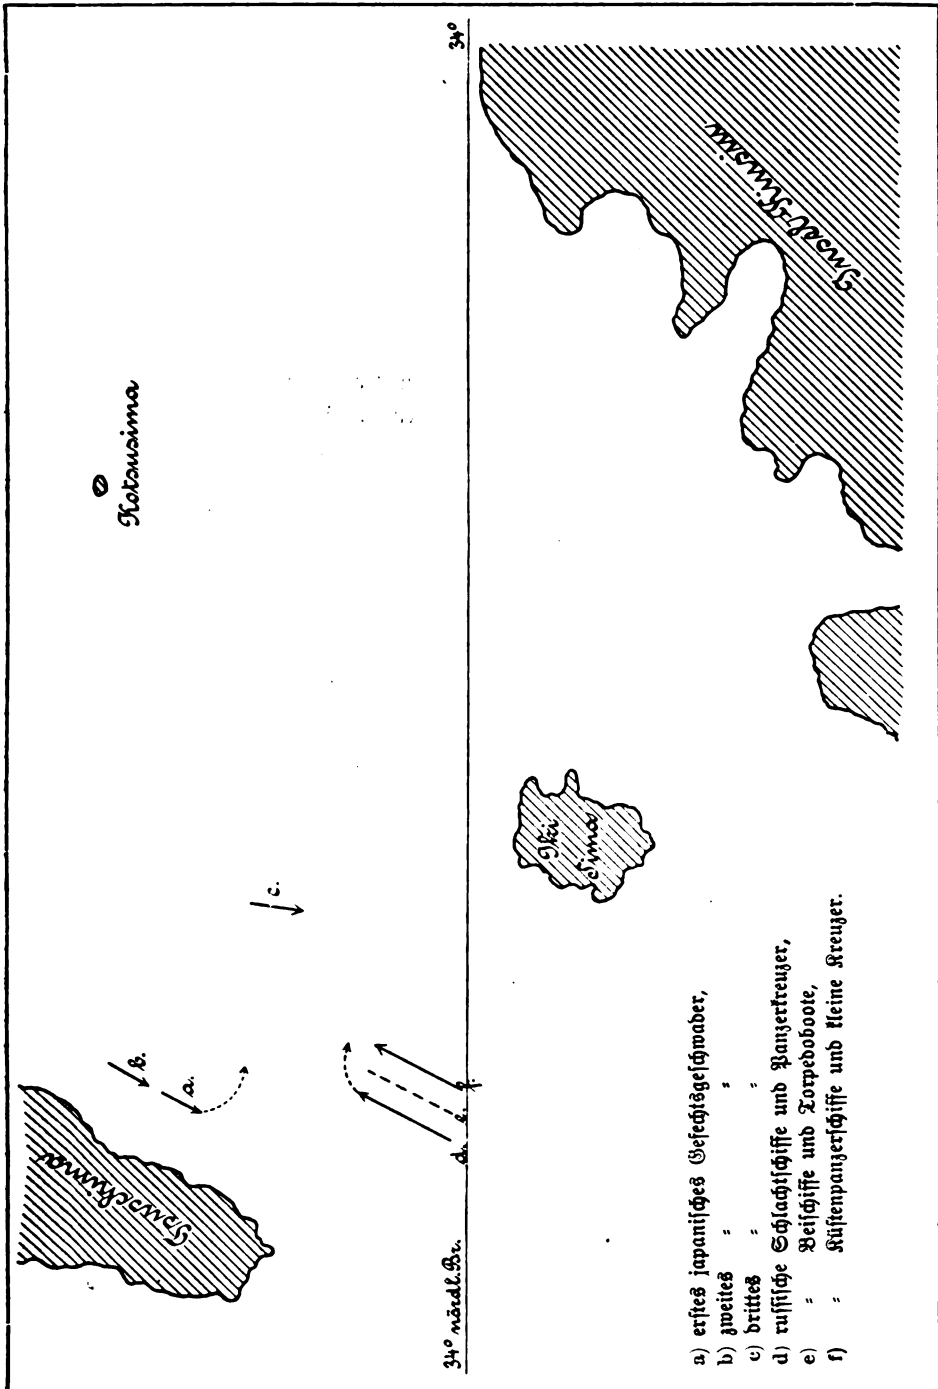 Tsuschima
b.
a.
c.
Kotsusima
d.
e.
f.
34° nördl. Br.
34°
Iki
Sima
Insel-Kiusiu
a) erstes japanisches Gefechtsgeschwader,
b) zweites " "
c) drittes " "
d) russische Schlachtschiffe und Panzerkreuzer,
e) " Beischiffe und Torpedoboote,
f) " Küstenpanzerschiffe und kleine Kreuzer.